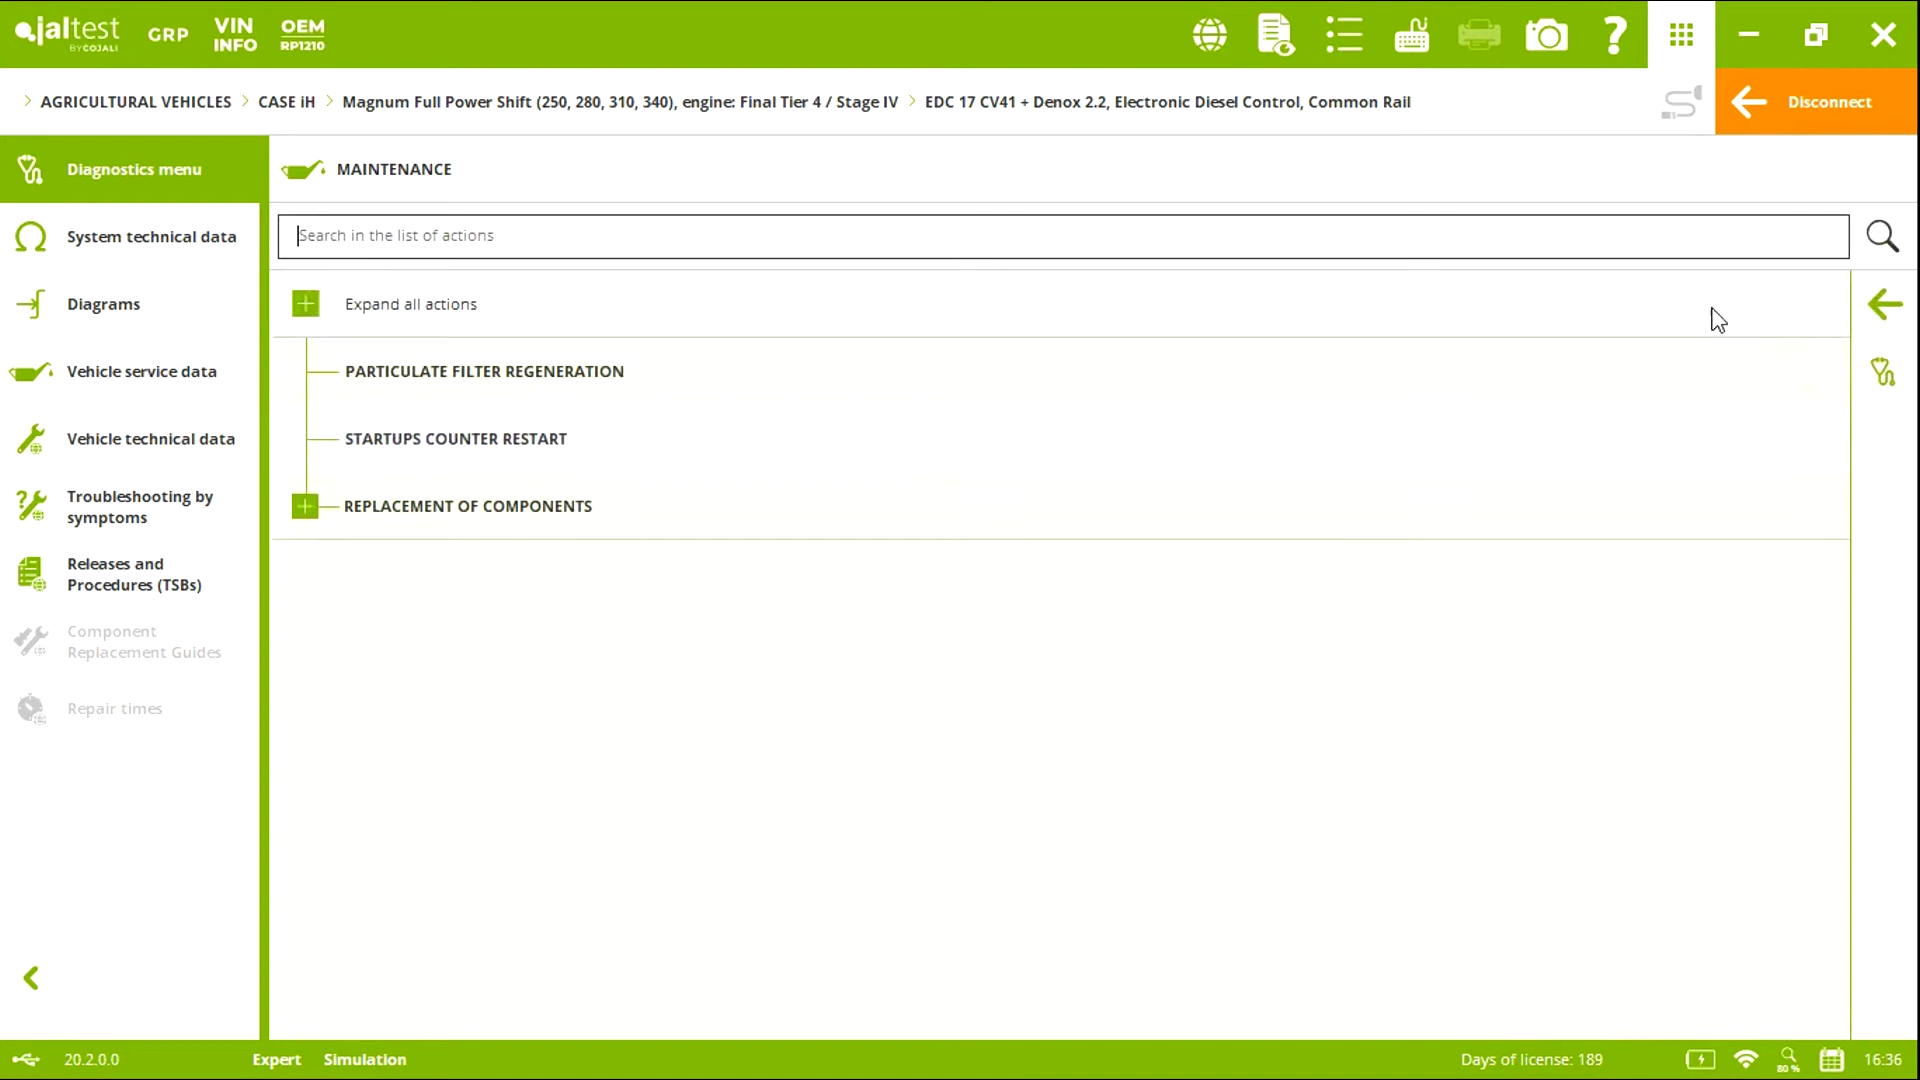 jaltest
BY COJALI
GRP
VIN
INFO
OEM
RP1210
AGRICULTURAL VEHICLES
CASE iH
Magnum Full Power Shift (250, 280, 310, 340), engine: Final Tier 4 / Stage IV
EDC 17 CV41 + Denox 2.2, Electronic Diesel Control, Common Rail
Disconnect
Diagnostics menu
System technical data
Diagrams
Vehicle service data
Vehicle technical data
Troubleshooting by
symptoms
Releases and
Procedures (TSBs)
Component
Replacement Guides
Repair times
MAINTENANCE
Search in the list of actions
Expand all actions
PARTICULATE FILTER REGENERATION
STARTUPS COUNTER RESTART
REPLACEMENT OF COMPONENTS
20.2.0.0
Expert
Simulation
Days of license: 189
80 %
16:36